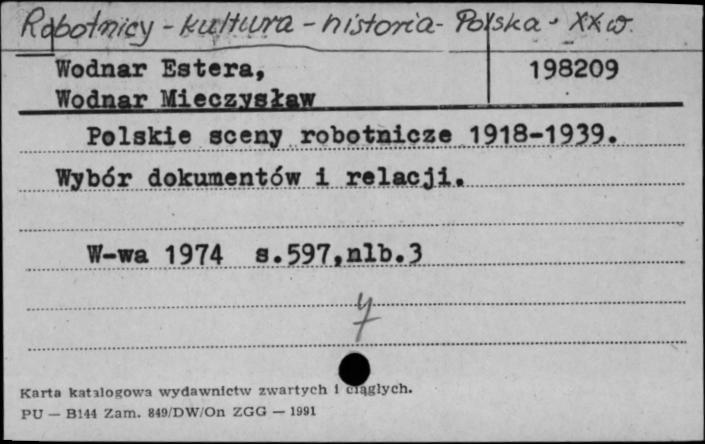 Robotnicy - kultura - historia - Polska - XX w.
Wodnar Estera, 198209
Wodnar Mieczysław
Polskie sceny robotnicze 1918-1939.
Wybór dokumentów i relacji.
W-wa 1974 s.597,nlb.3
y
Karta katalogowa wydawnictw zwartych i ciągłych.
PU — B144 Zam. 849/DW/On ZGG — 1991